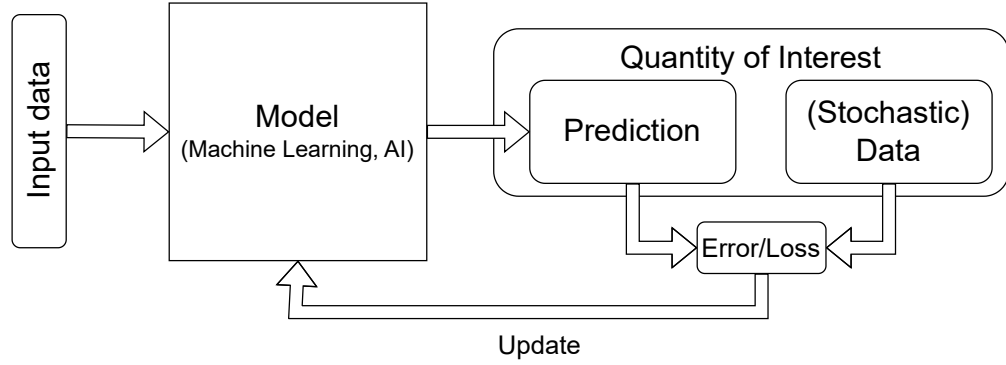 Input data
Model
(Machine Learning, AI)
Quantity of Interest
Prediction
(Stochastic)
Data
Error/Loss
Update